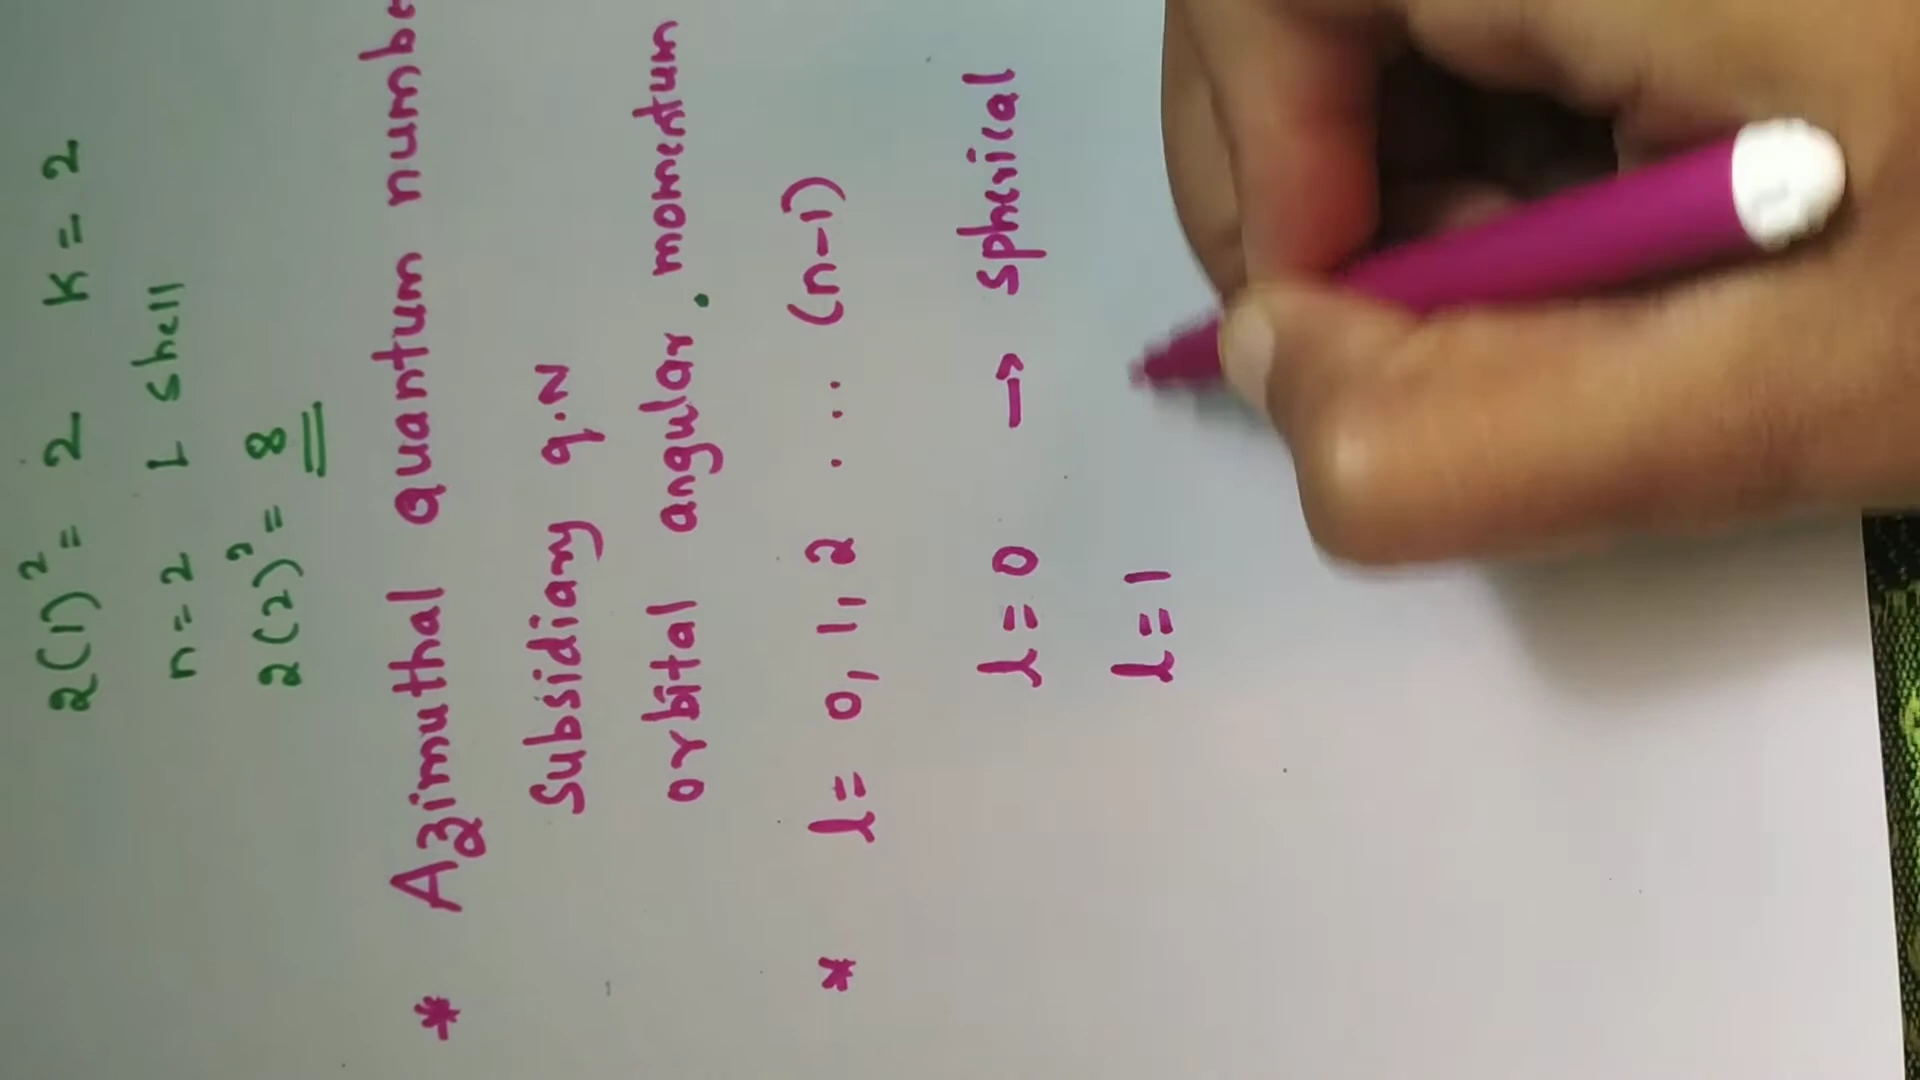 2(1)² = 2 K = 2
n = 2 L shell
2(2)² = 8
* Azimuthal quantum numbe
Subsidiary q.N
orbital angular momentum
* l = 0, 1, 2 .... (n-1)
l = 0 → spherical
l = 1